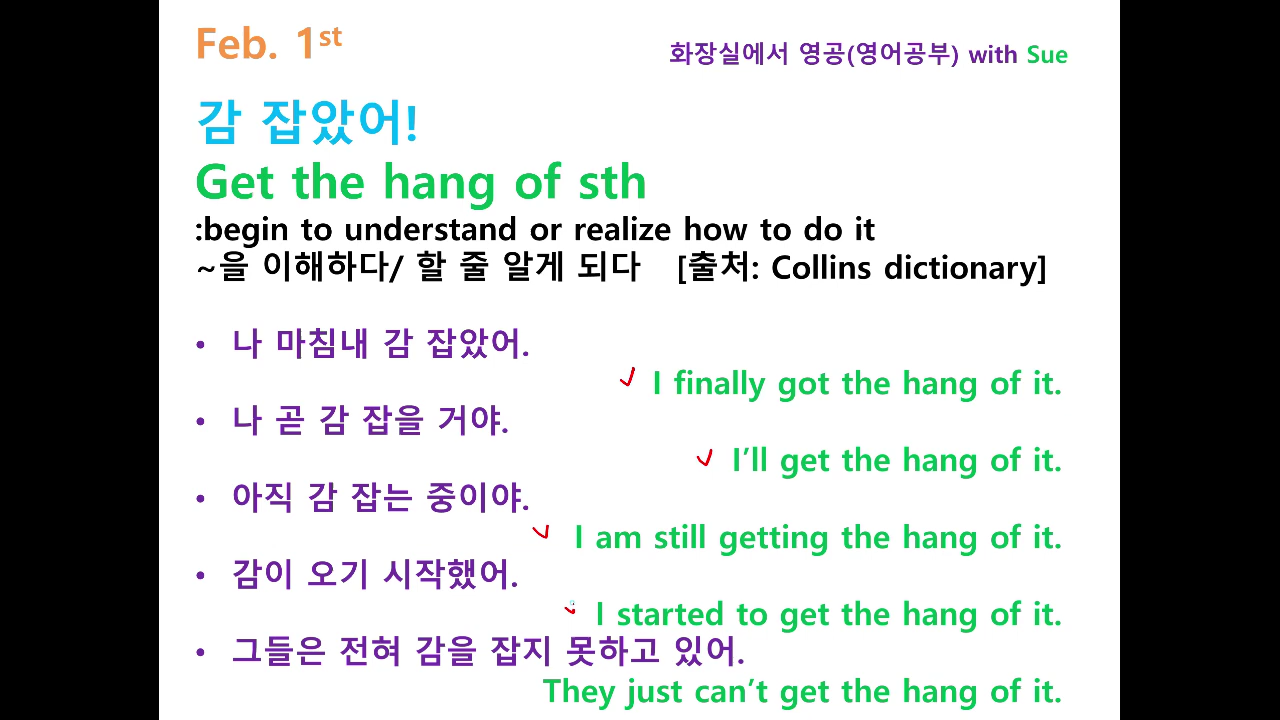 Feb. 1st
화장실에서 영공(영어공부) with Sue
감 잡았어!
Get the hang of sth
:begin to understand or realize how to do it
~을 이해하다/ 할 줄 알게 되다 [출처: Collins dictionary]
• 나 마침내 감 잡았어.
I finally got the hang of it.
• 나 곧 감 잡을 거야.
I’ll get the hang of it.
• 아직 감 잡는 중이야.
I am still getting the hang of it.
• 감이 오기 시작했어.
I started to get the hang of it.
• 그들은 전혀 감을 잡지 못하고 있어.
They just can’t get the hang of it.